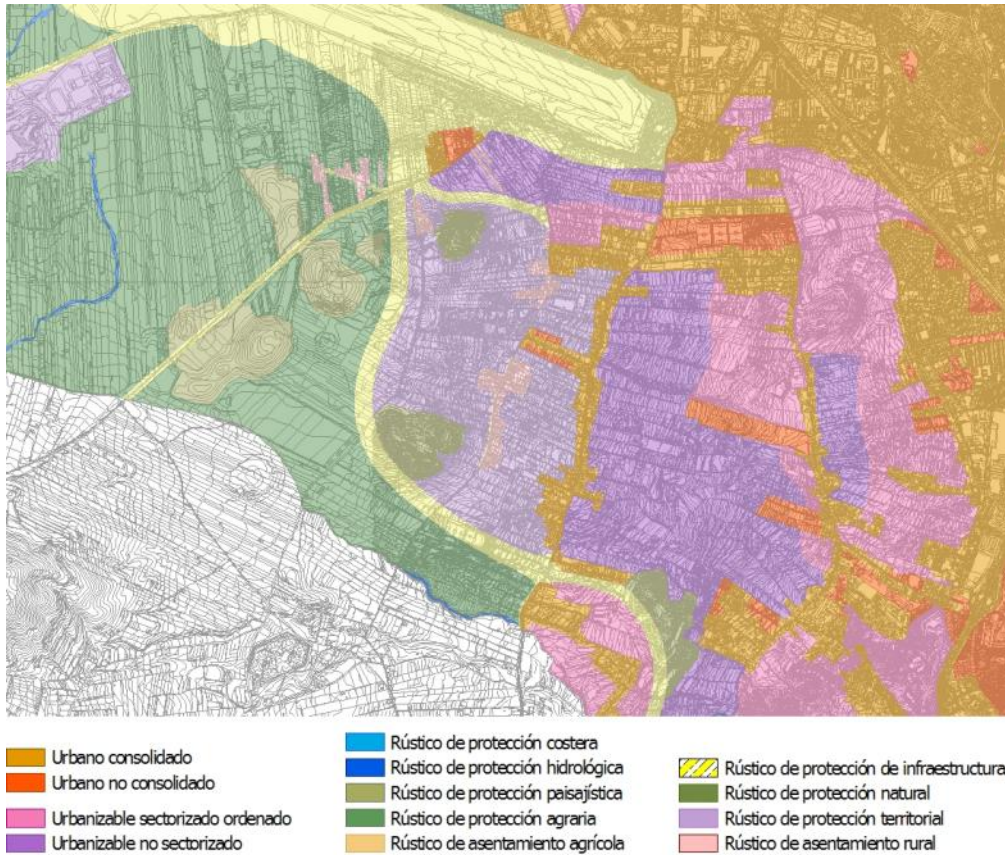 Urbano consolidado
Urbano no consolidado
Urbanizable sectorizado ordenado
Urbanizable no sectorizado
Rústico de protección costera
Rústico de protección hidrológica
Rústico de protección paisajística
Rústico de protección agraria
Rústico de asentamiento agrícola
Rústico de protección de infraestructura
Rústico de protección natural
Rústico de protección territorial
Rústico de asentamiento rural